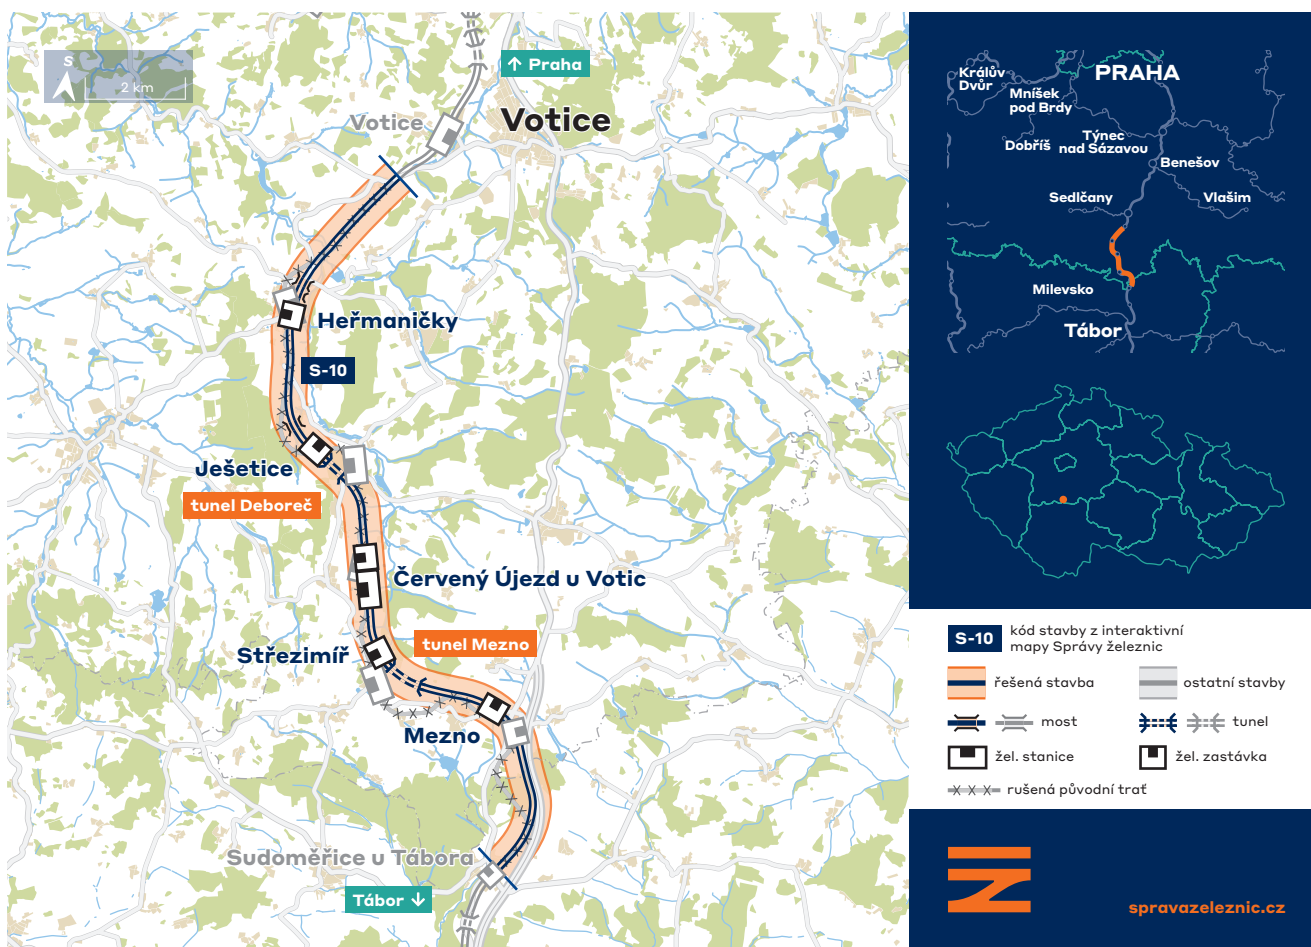 S
2 km
↑ Praha
Votice
Votice
Heřmaničky
S-10
Ješetice
tunel Deboreč
Červený Újezd u Votic
tunel Mezno
Střezimíř
Mezno
Sudoměřice u Tábora
Tábor ↓
PRAHA
Králův
Dvůr
Mníšek
pod Brdy
Dobříš
Týnec
nad Sázavou
Benešov
Sedlčany
Vlašim
Milevsko
Tábor
S-10
kód stavby z interaktivní
mapy Správy železnic
řešená stavba
ostatní stavby
most
tunel
žel. stanice
žel. zastávka
rušená původní trať
spravazeleznic.cz